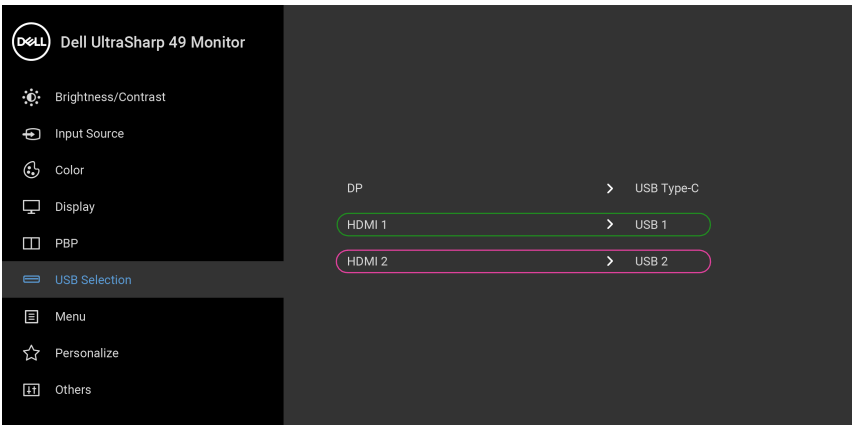 DELL Dell UltraSharp 49 Monitor
Brightness/Contrast
Input Source
Color
Display
PBP
USB Selection
Menu
Personalize
Others
DP USB Type-C
HDMI 1 USB 1
HDMI 2 USB 2